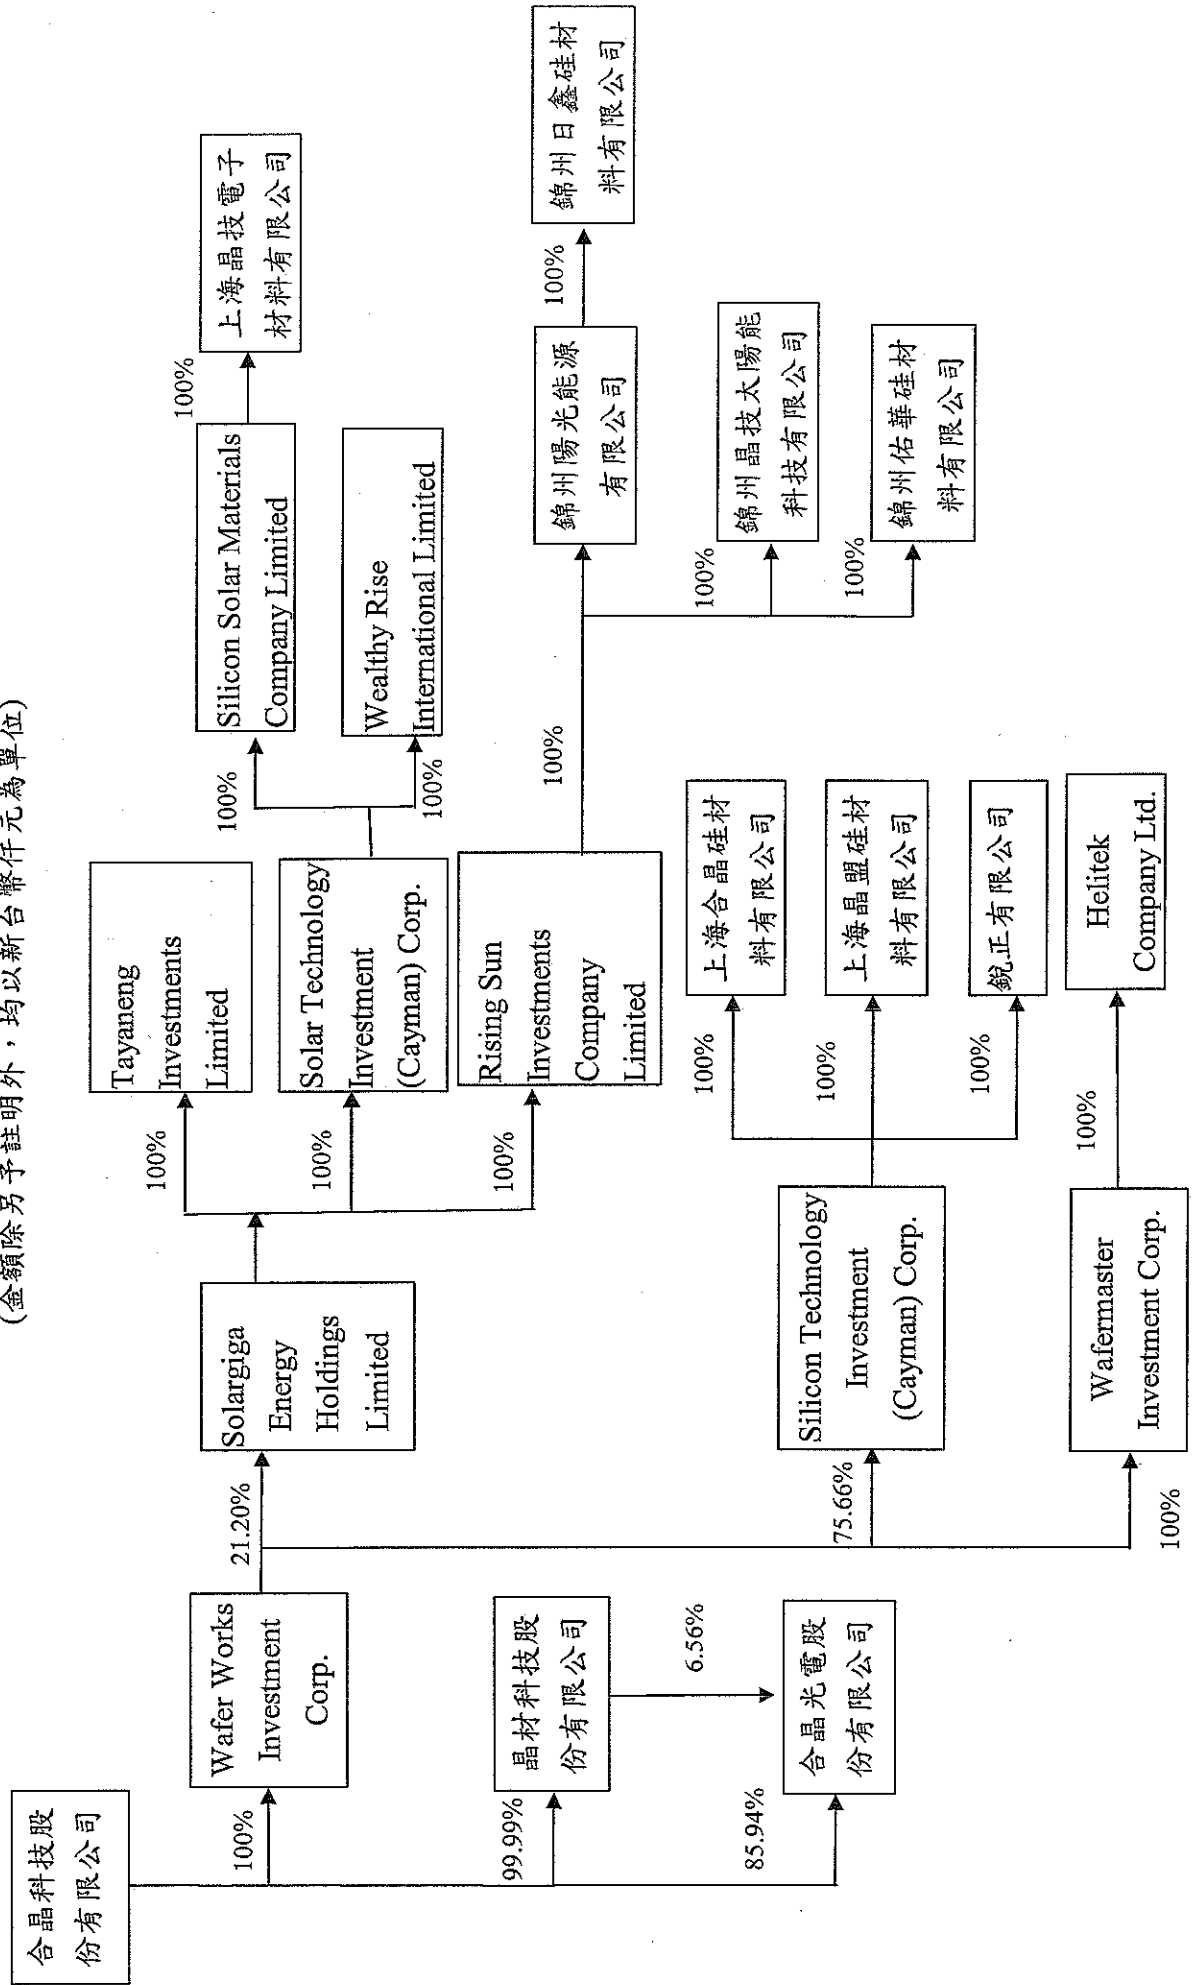 (金額除另予註明外，均以新台幣仟元為單位)
合晶科技股
份有限公司
100%
Wafer Works
Investment
Corp.
99.99%
晶材科技股
份有限公司
6.56%
85.94%
合晶光電股
份有限公司
21.20%
Solargiga
Energy
Holdings
Limited
75.66%
Silicon Technology
Investment
(Cayman) Corp.
100%
Wafermaster
Investment Corp.
100%
Tayaneng
Investments
Limited
100%
Solar Technology
Investment
(Cayman) Corp.
100%
Rising Sun
Investments
Company
Limited
100%
上海合晶硅材
料有限公司
100%
上海晶盟硅材
料有限公司
100%
銳正有限公司
100%
Helitek
Company Ltd.
100%
Silicon Solar Materials
Company Limited
100%
Wealthy Rise
International Limited
100%
上海晶技電子
材料有限公司
100%
錦州陽光能源
有限公司
100%
錦州日鑫硅材
料有限公司
100%
錦州晶技太陽能
科技有限公司
100%
錦州佑華硅材
料有限公司